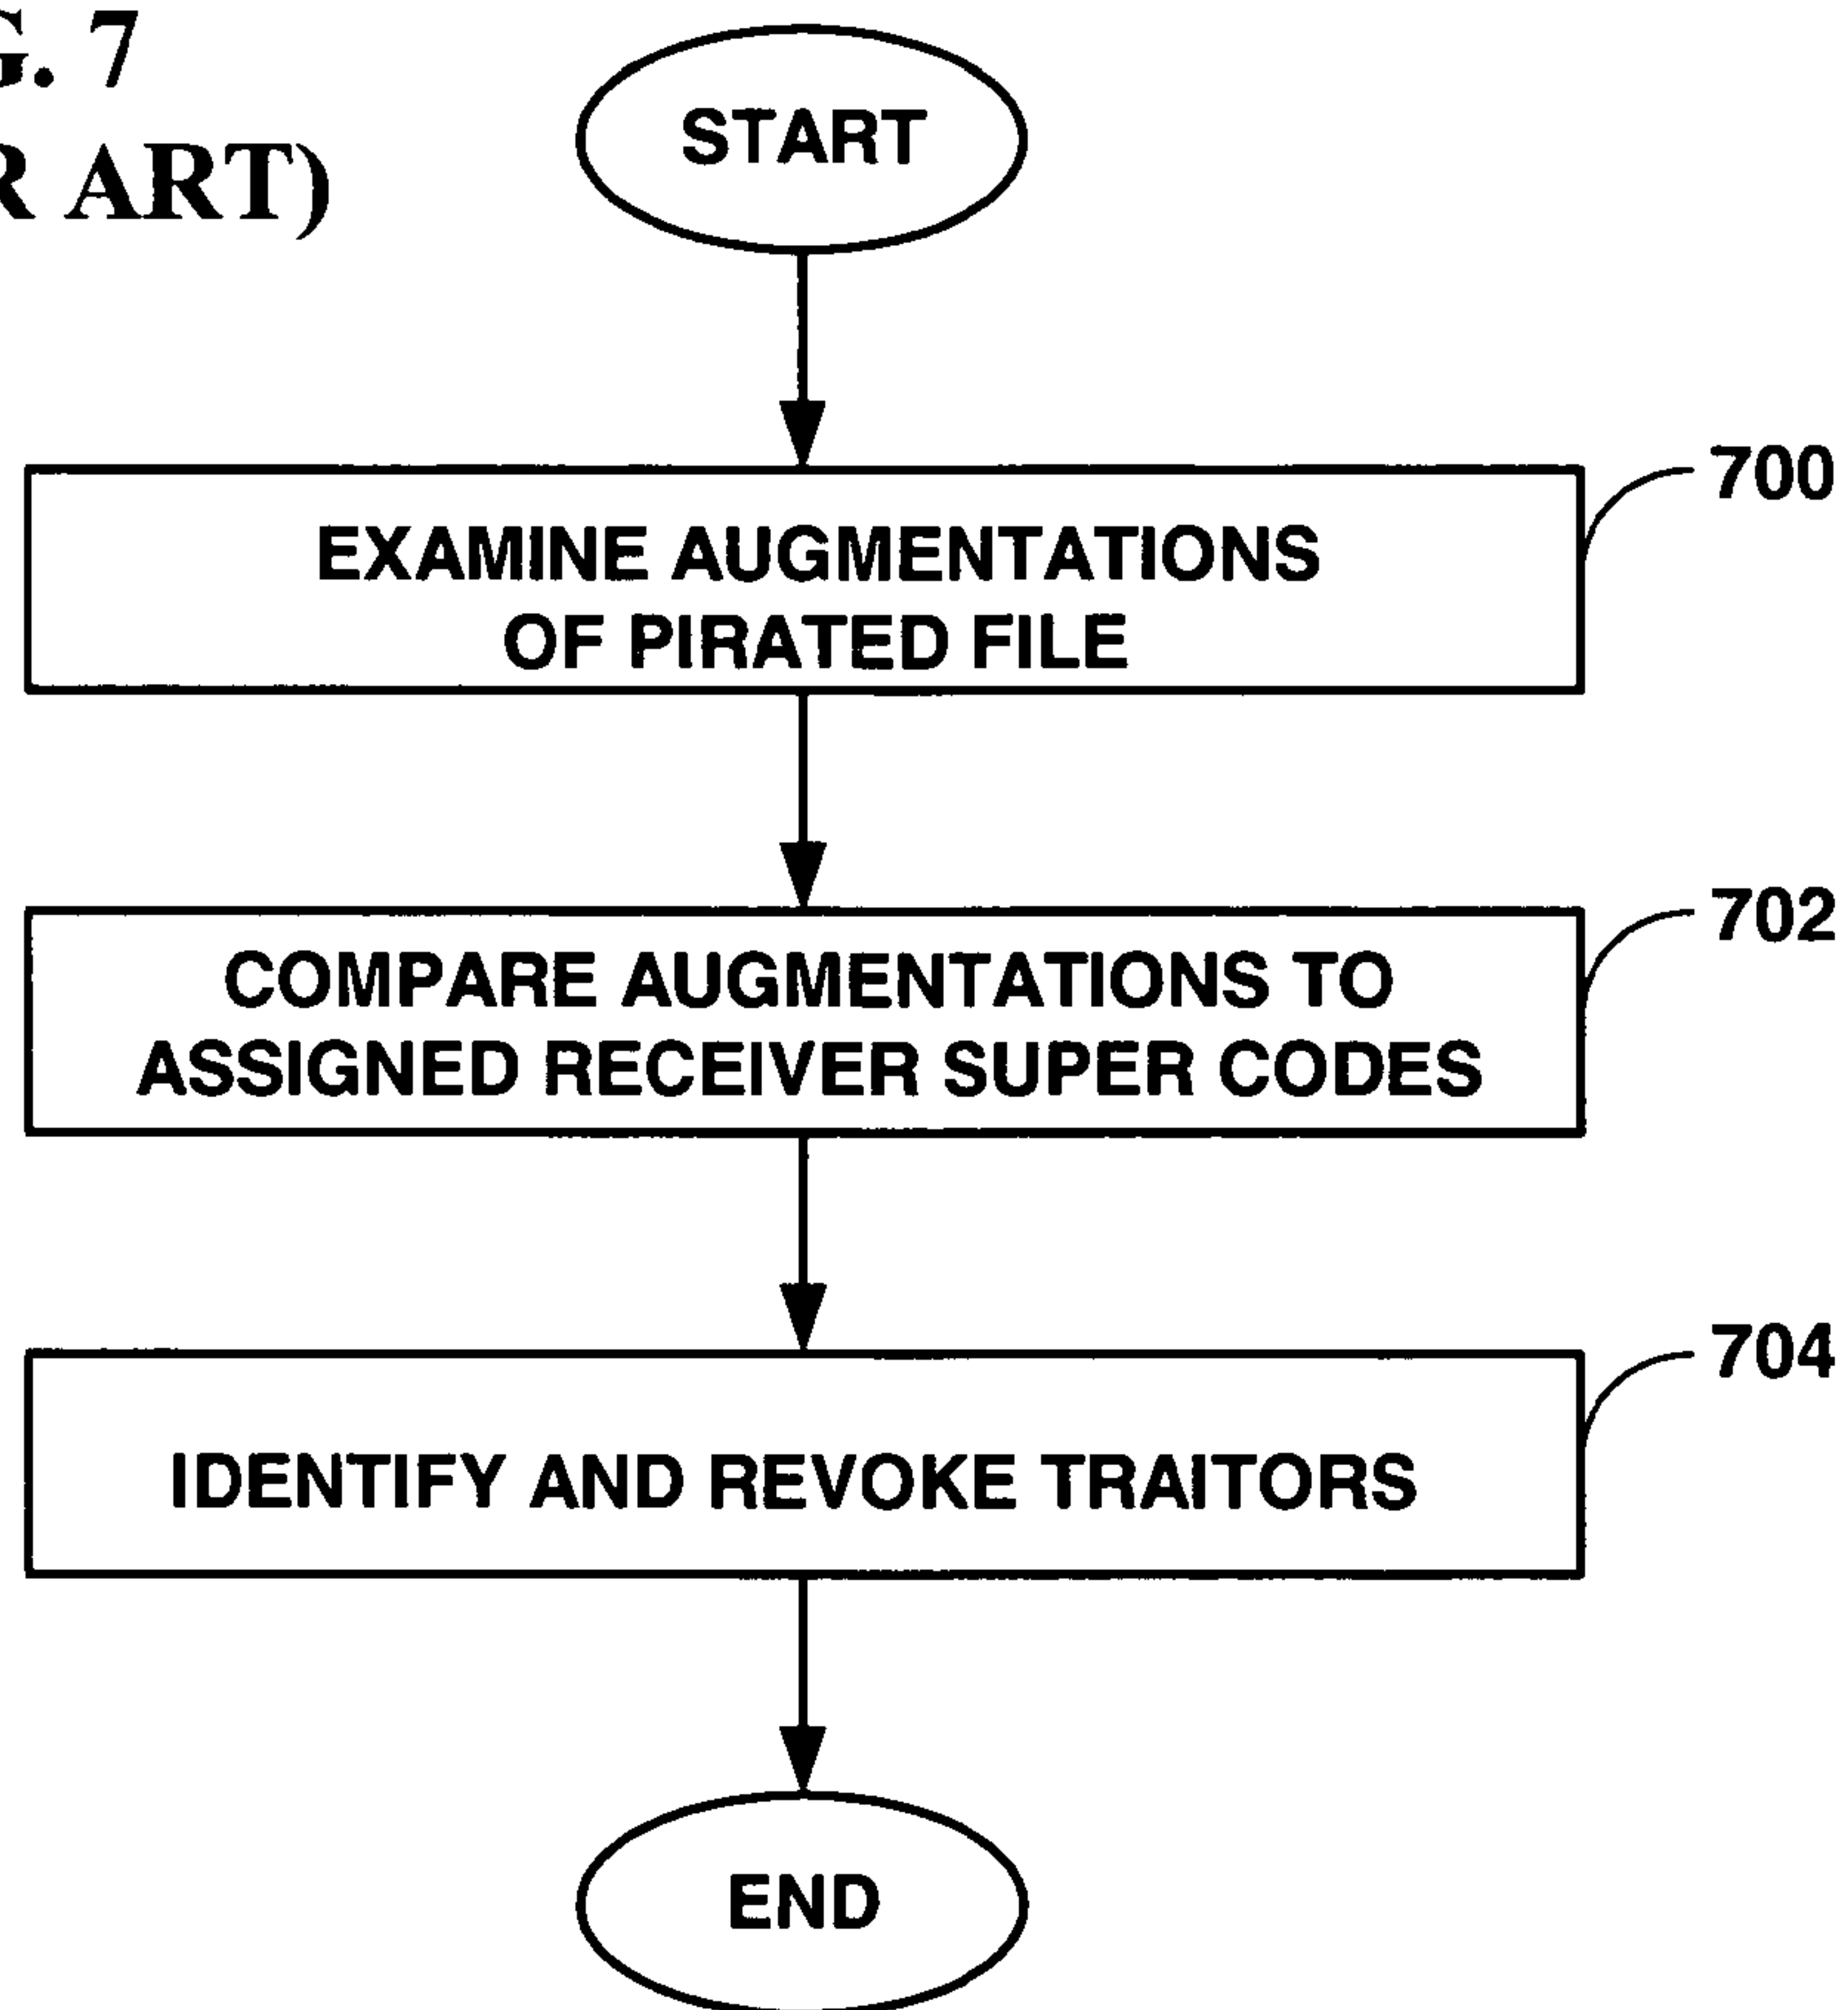 G. 7
R ART)
START
700
EXAMINE AUGMENTATIONS
OF PIRATED FILE
702
COMPARE AUGMENTATIONS TO
ASSIGNED RECEIVER SUPER CODES
704
IDENTIFY AND REVOKE TRAITORS
END